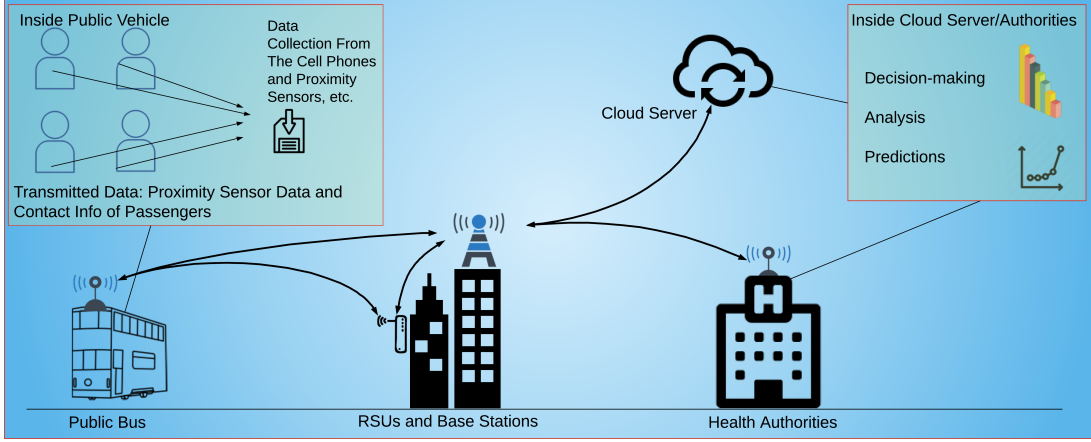 Inside Public Vehicle
Data
Collection From
The Cell Phones
and Proximity
Sensors, etc.
Transmitted Data: Proximity Sensor Data and
Contact Info of Passengers
Cloud Server
Inside Cloud Server/Authorities
Decision-making
Analysis
Predictions
H
Public Bus
RSUs and Base Stations
Health Authorities